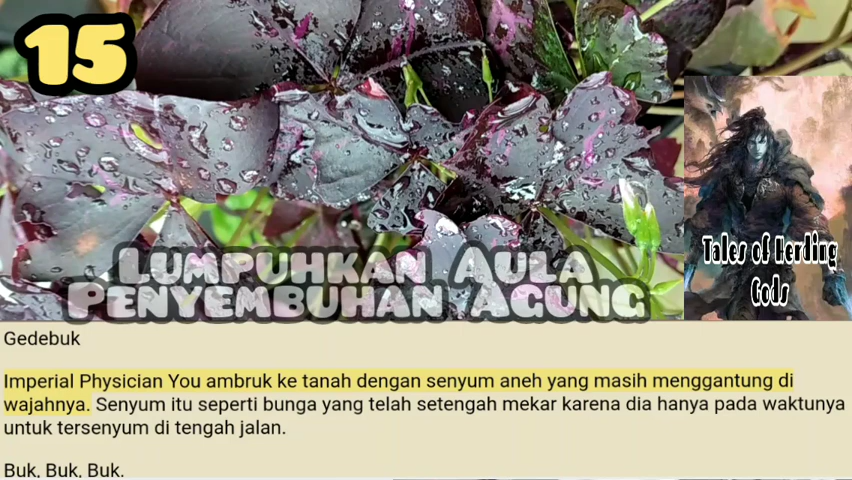 15
Tales of Herding
Gods
LUMPUHKAN AULA
PENYEMBUHAN AGUNG
Gedebuk
Imperial Physician You ambruk ke tanah dengan senyum aneh yang masih menggantung di
wajahnya. Senyum itu seperti bunga yang telah setengah mekar karena dia hanya pada waktunya
untuk tersenyum di tengah jalan.
Buk, Buk, Buk.